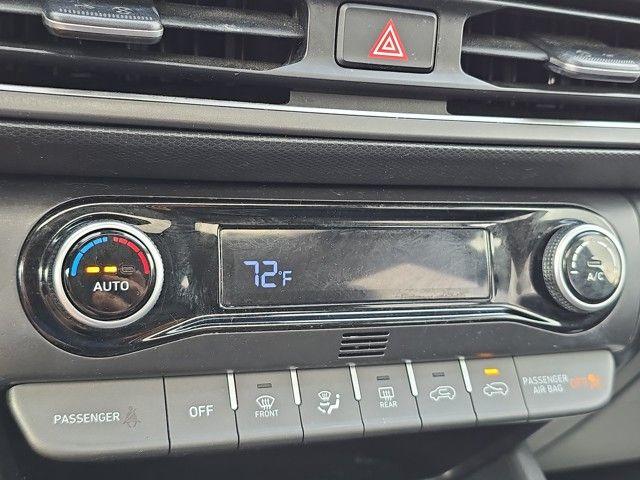 72°F
AUTO
A/C
PASSENGER
OFF
FRONT
REAR
PASSENGER
AIR BAG OFF